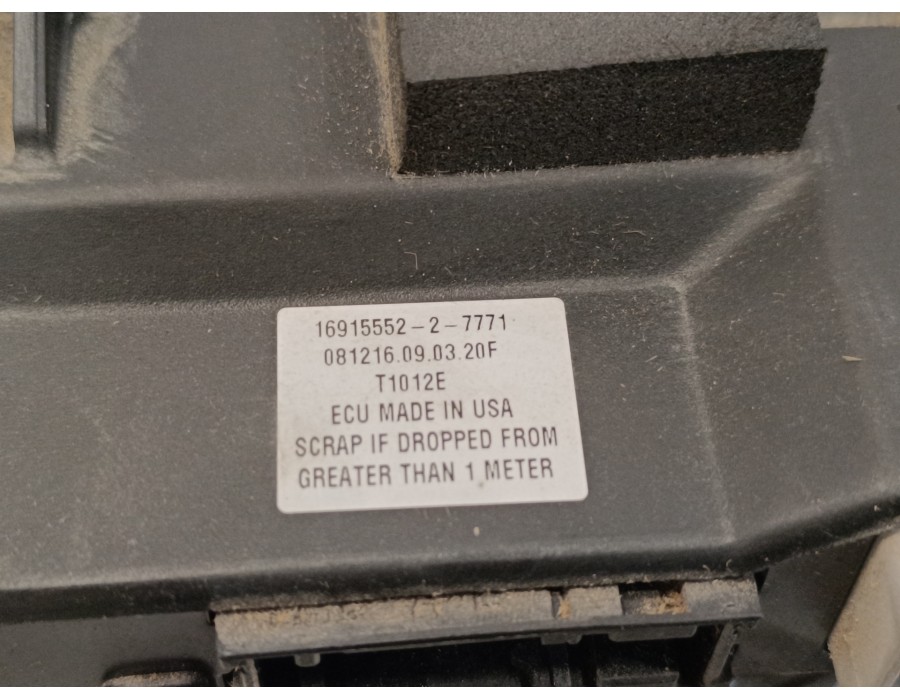 16915552-2-7771
081216.09.03.20F
T1012E
ECU MADE IN USA
SCRAP IF DROPPED FROM
GREATER THAN 1 METER